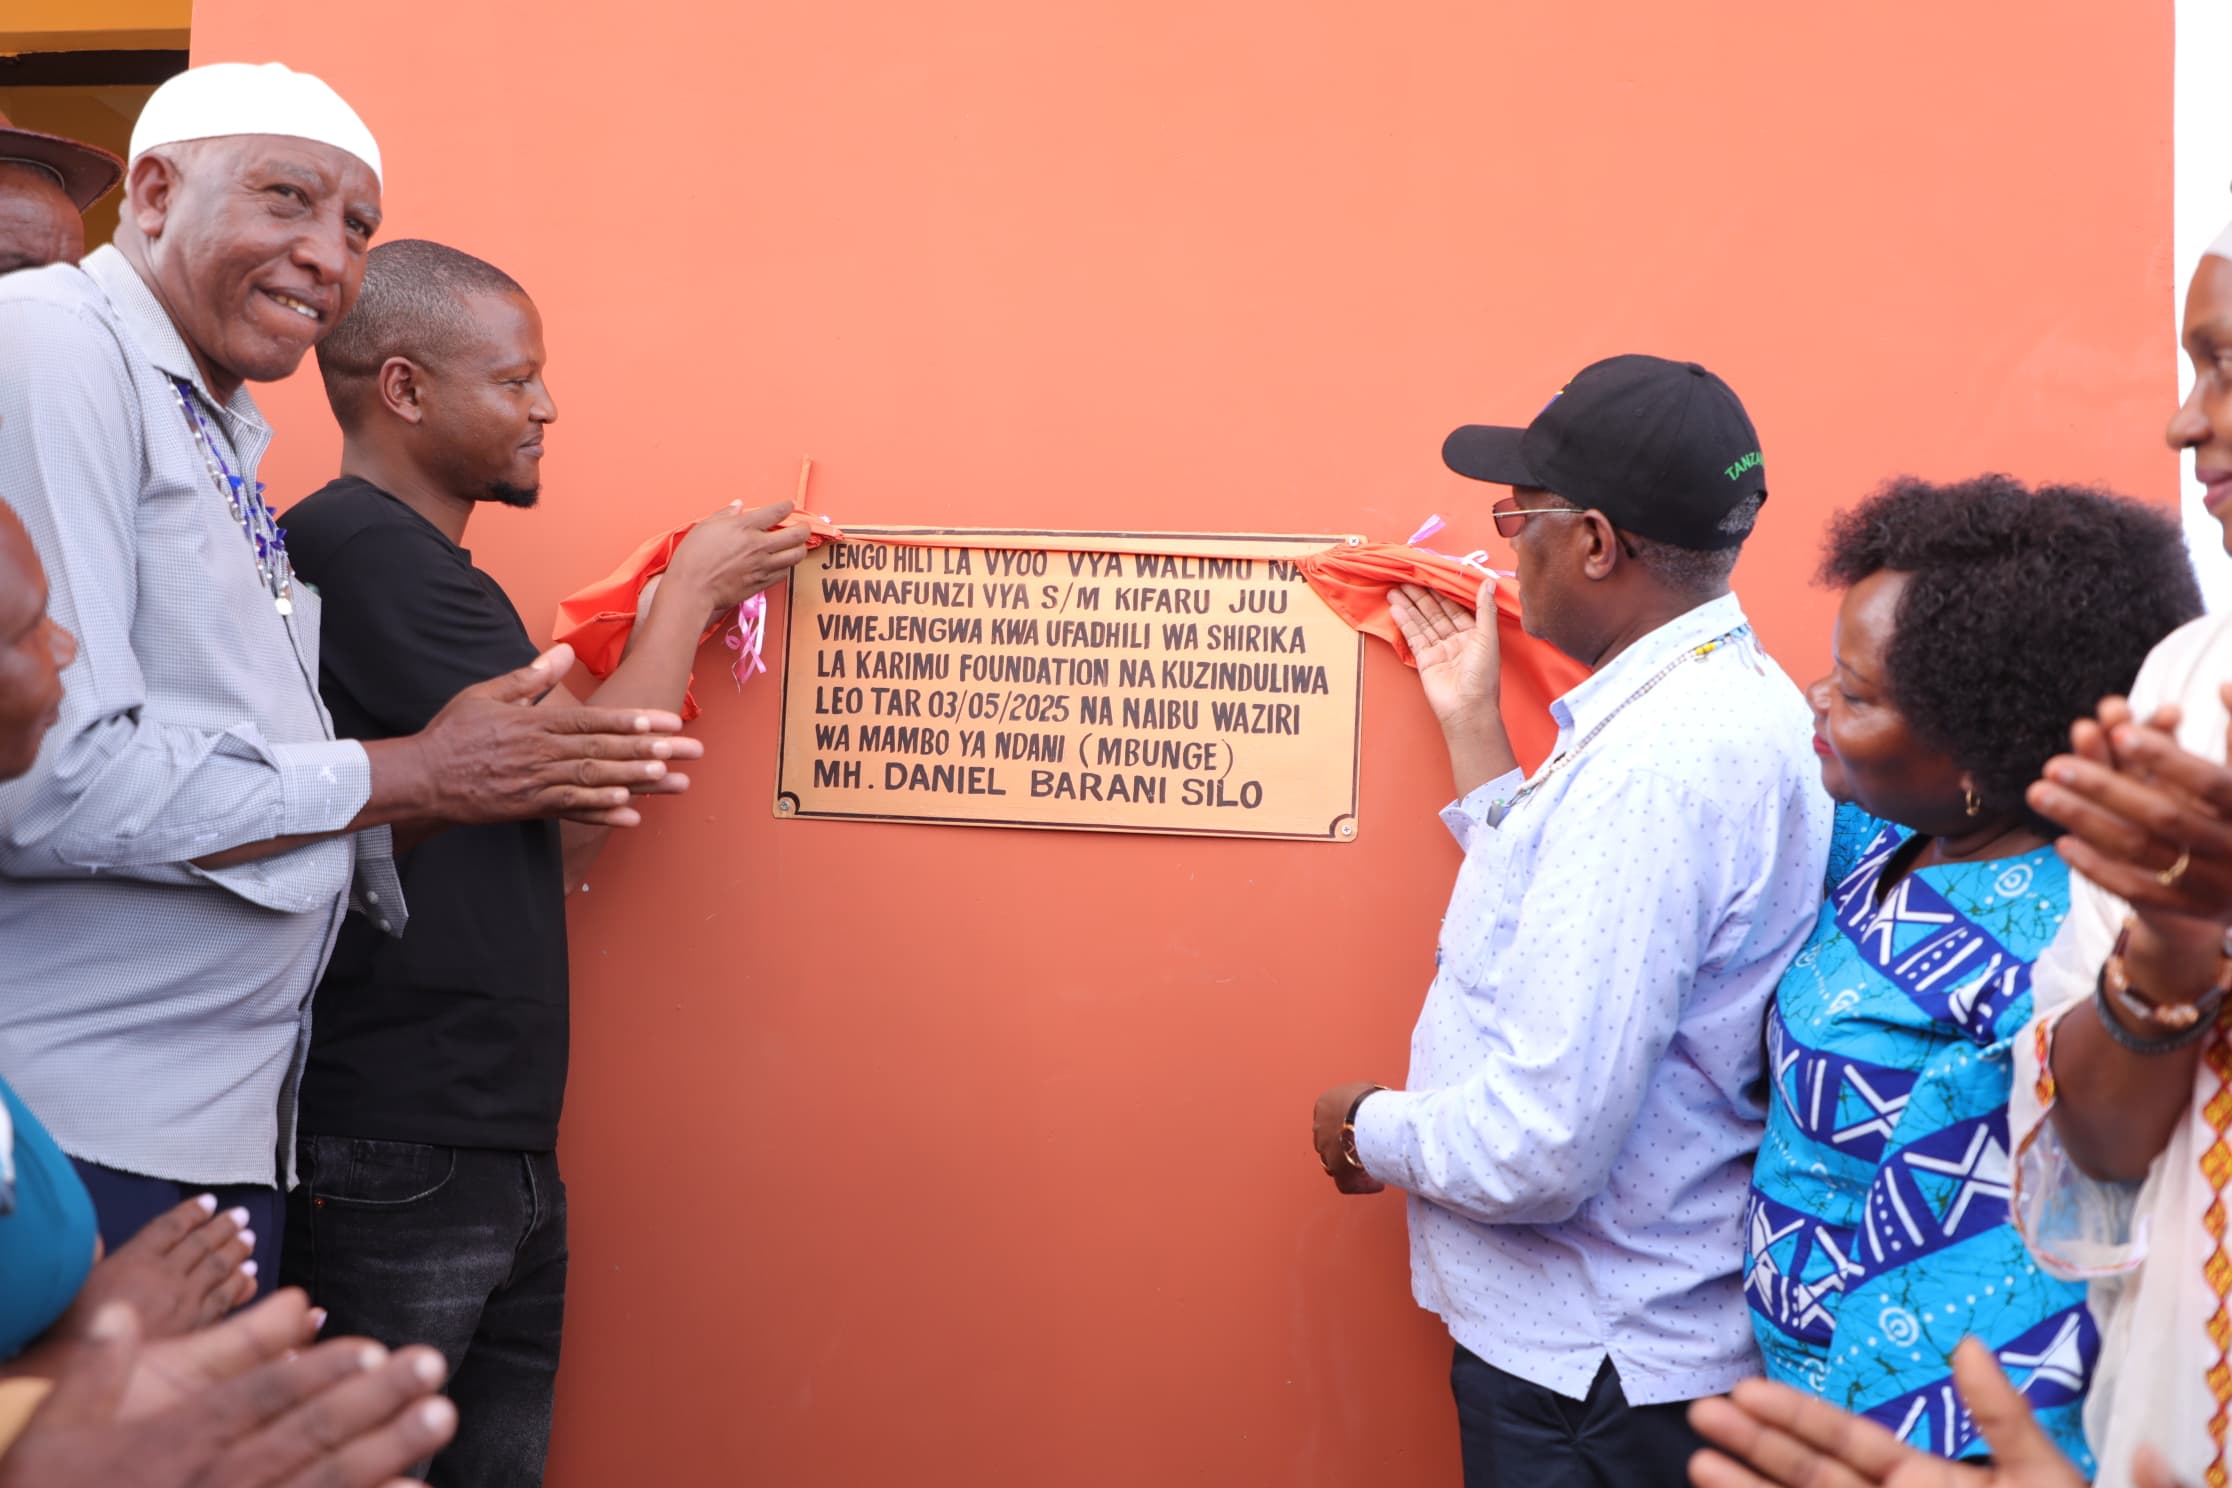 JENGO HILI LA VYOO VYA WALIMU NA
WANAFUNZI VYA S/M KIFARU JUU
VIMEJENGWA KWA UFADHILI WA SHIRIKA
LA KARIMU FOUNDATION NA KUZINDULIWA
LEO TAR 03/05/2025 NA NAIBU WAZIRI
WA MAMBO YA NDANI (MBUNGE)
MH. DANIEL BARANI SILO